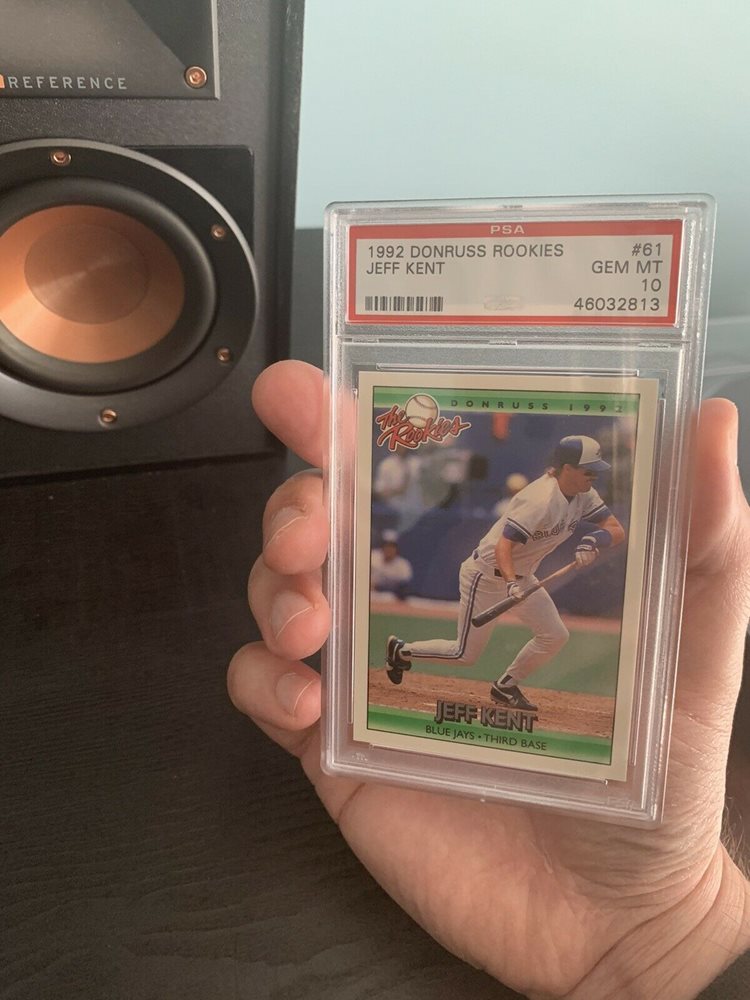 REFERENCE
PSA
1992 DONRUSS ROOKIES #61
JEFF KENT GEM MT
10
46032813
DONRUSS 1992
The
Rookies
BLUE
JEFF KENT
BLUE JAYS • THIRD BASE